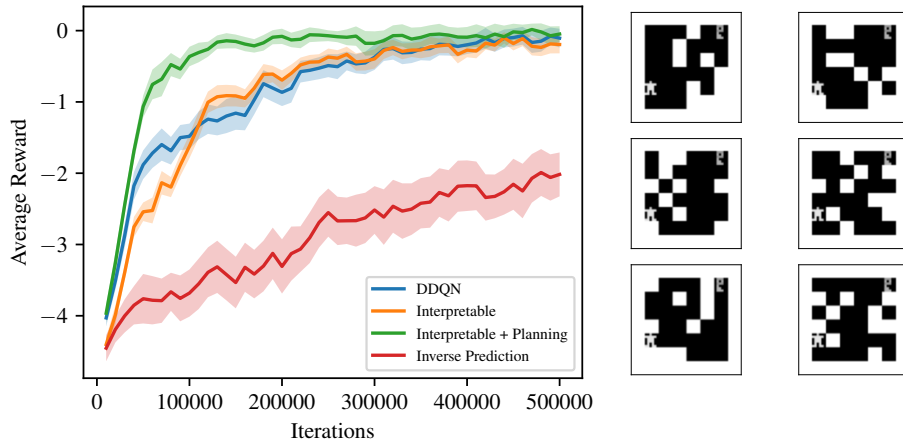 0
−1
−2
−3
−4
Average Reward
DDQN
Interpretable
Interpretable + Planning
Inverse Prediction
0
100000
200000
300000
400000
500000
Iterations